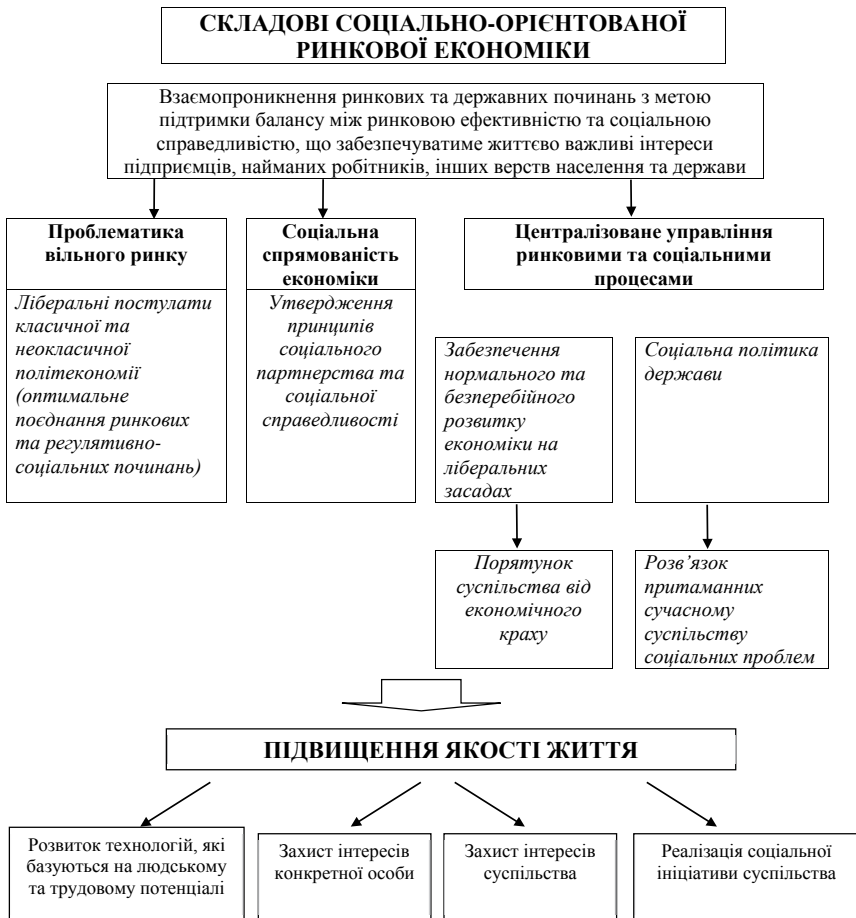 СКЛАДОВІ СОЦІАЛЬНО-ОРІЄНТОВАНОЇ
РИНКОВОЇ ЕКОНОМІКИ
Взаємопроникнення ринкових та державних починань з метою
підтримки балансу між ринковою ефективністю та соціальною
справедливістю, що забезпечуватиме життєво важливі інтереси
підприємців, найманих робітників, інших верств населення та держави
Проблематика
вільного ринку
Ліберальні постулати
класичної та
неокласичної
політекономії
(оптимальне
поєднання ринкових
та регулятивно-
соціальних починань)
Соціальна
спрямованість
економіки
Утвердження
принципів
соціального
партнерства та
соціальної
справедливості
Централізоване управління
ринковими та соціальними
процесами
Забезпечення
нормального та
безперебійного
розвитку
економіки на
ліберальних
засадах
Соціальна політика
держави
Порятунок
суспільства від
економічного
краху
Розв’язок
притаманних
сучасному
суспільству
соціальних проблем
ПІДВИЩЕННЯ ЯКОСТІ ЖИТТЯ
Розвиток технологій, які
базуються на людському
та трудовому потенціалі
Захист інтересів
конкретної особи
Захист інтересів
суспільства
Реалізація соціальної
ініціативи суспільства